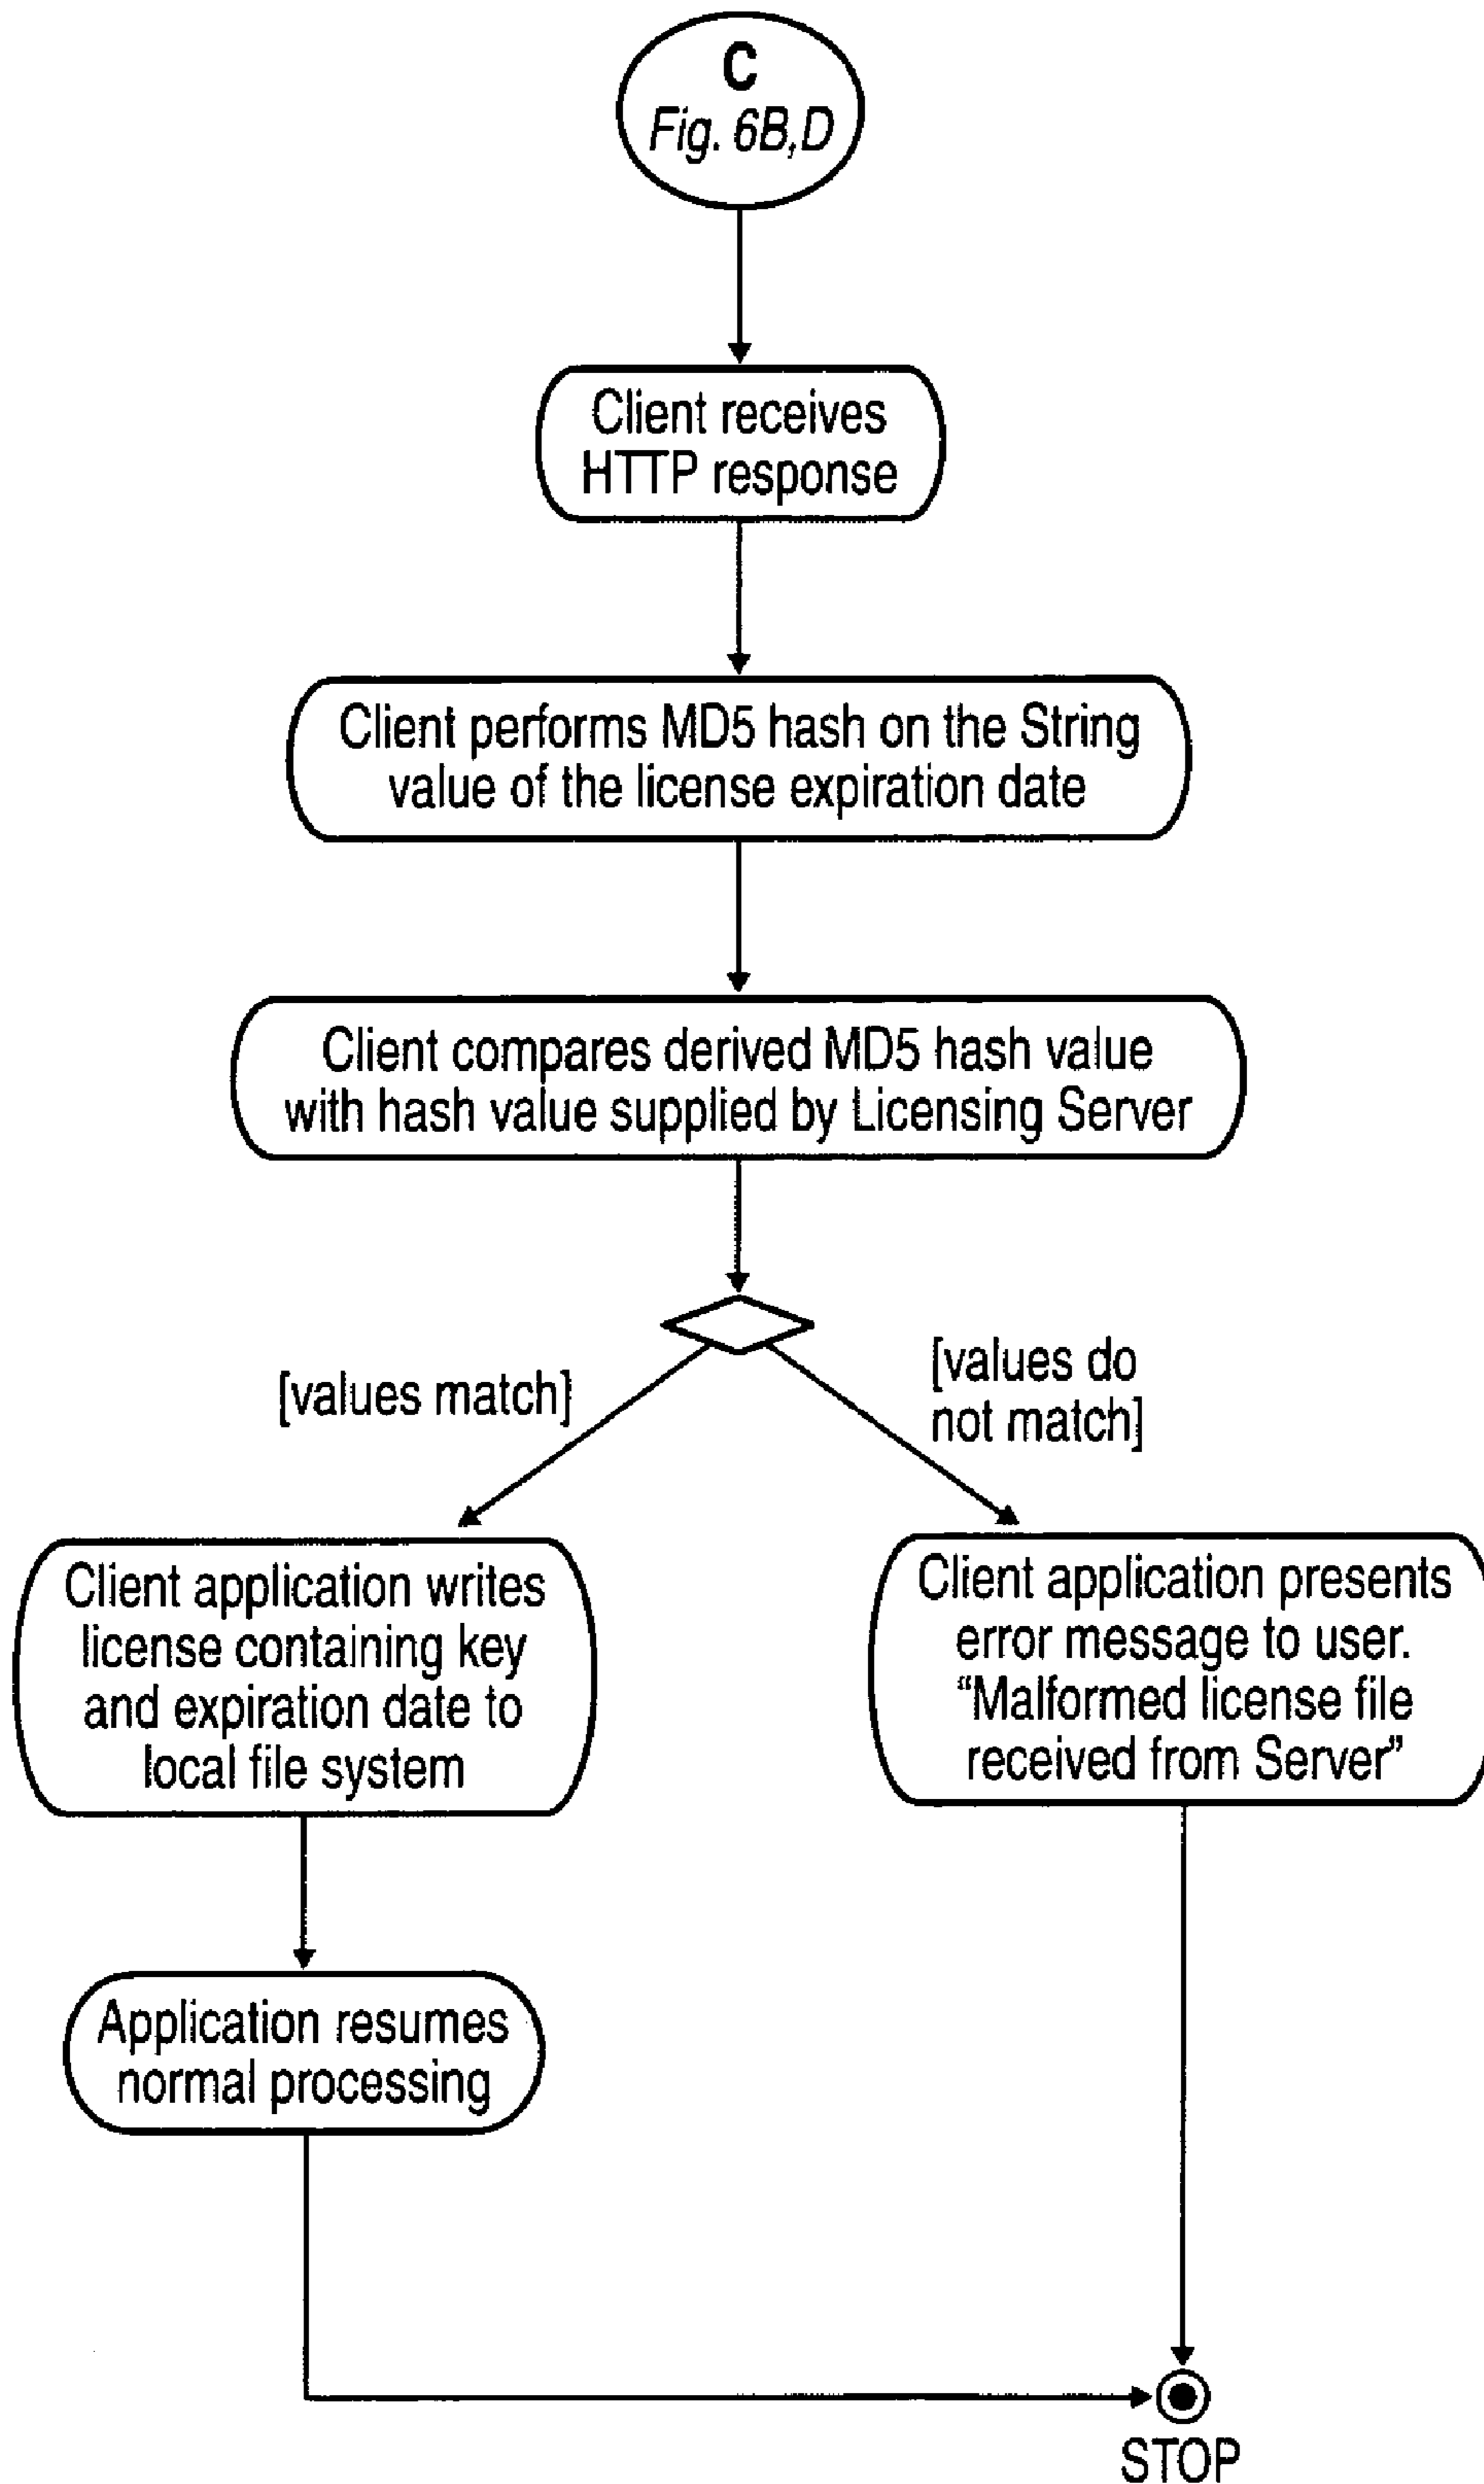 C
Fig. 6B,D
Client receives
HTTP response
Client performs MD5 hash on the String
value of the license expiration date
Client compares derived MD5 hash value
with hash value supplied by Licensing Server
[values match]
[values do
not match]
Client application writes
license containing key
and expiration date to
local file system
Client application presents
error message to user.
“Malformed license file
received from Server”
Application resumes
normal processing
STOP